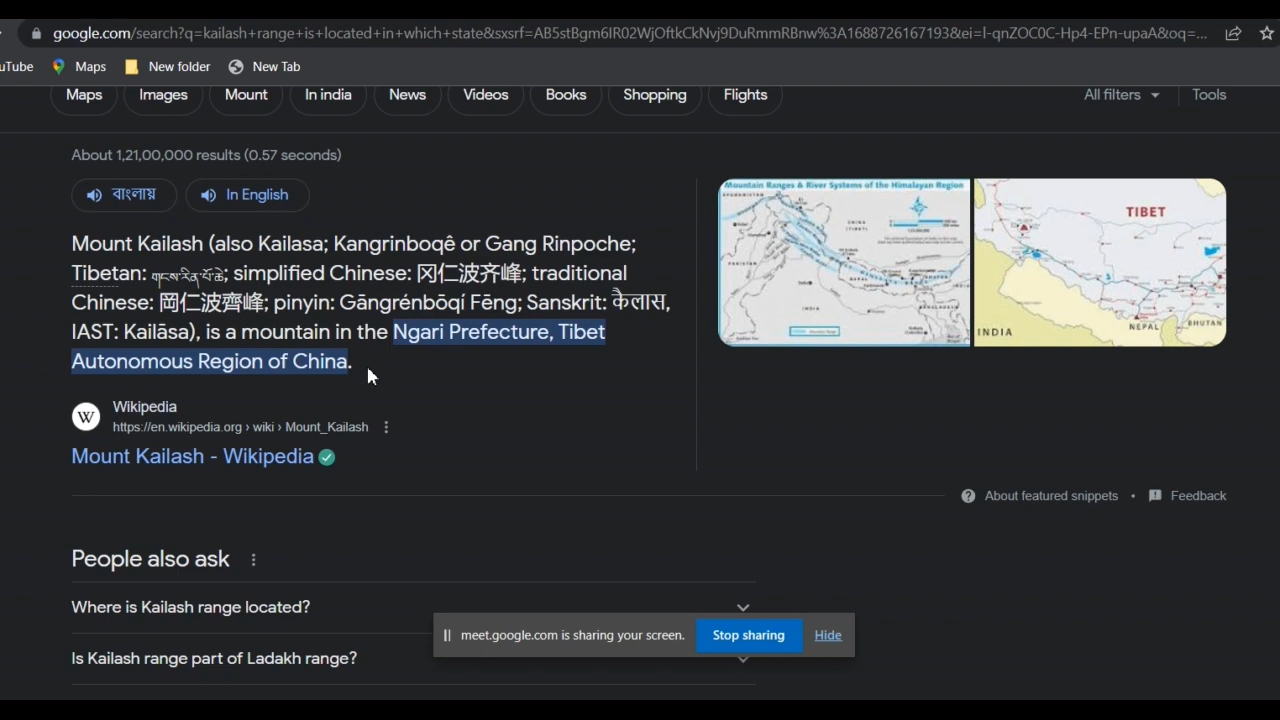 google.com/search?q=kailash+range+is+located+in+which+state&sxsrf=AB5stBgm6IR02WjOftkCkNvj9DuRmmRBnw%3A1688726167193&ei=l-qnZOC0C-Hp4-EPn-upaA&oq=...
uTube Maps New folder New Tab
Maps Images Mount In india News Videos Books Shopping Flights All filters Tools
About 1,21,00,000 results (0.57 seconds)
বাংলায় In English
Mount Kailash (also Kailasa; Kangrinboqê or Gang Rinpoche;
Tibetan: གངས་རིན་པོ་ཆེ; simplified Chinese: 冈仁波齐峰; traditional
Chinese: 岡仁波齊峰; pinyin: Gāngrénbōqí Fēng; Sanskrit: कैलास,
IAST: Kailāsa), is a mountain in the Ngari Prefecture, Tibet
Autonomous Region of China.
Mountain Ranges & River Systems of the Himalayan Region
TIBET
INDIA
NEPAL
BHUTAN
W
Wikipedia
https://en.wikipedia.org › wiki › Mount_Kailash
Mount Kailash - Wikipedia
About featured snippets • Feedback
People also ask
Where is Kailash range located?
meet.google.com is sharing your screen. Stop sharing Hide
Is Kailash range part of Ladakh range?